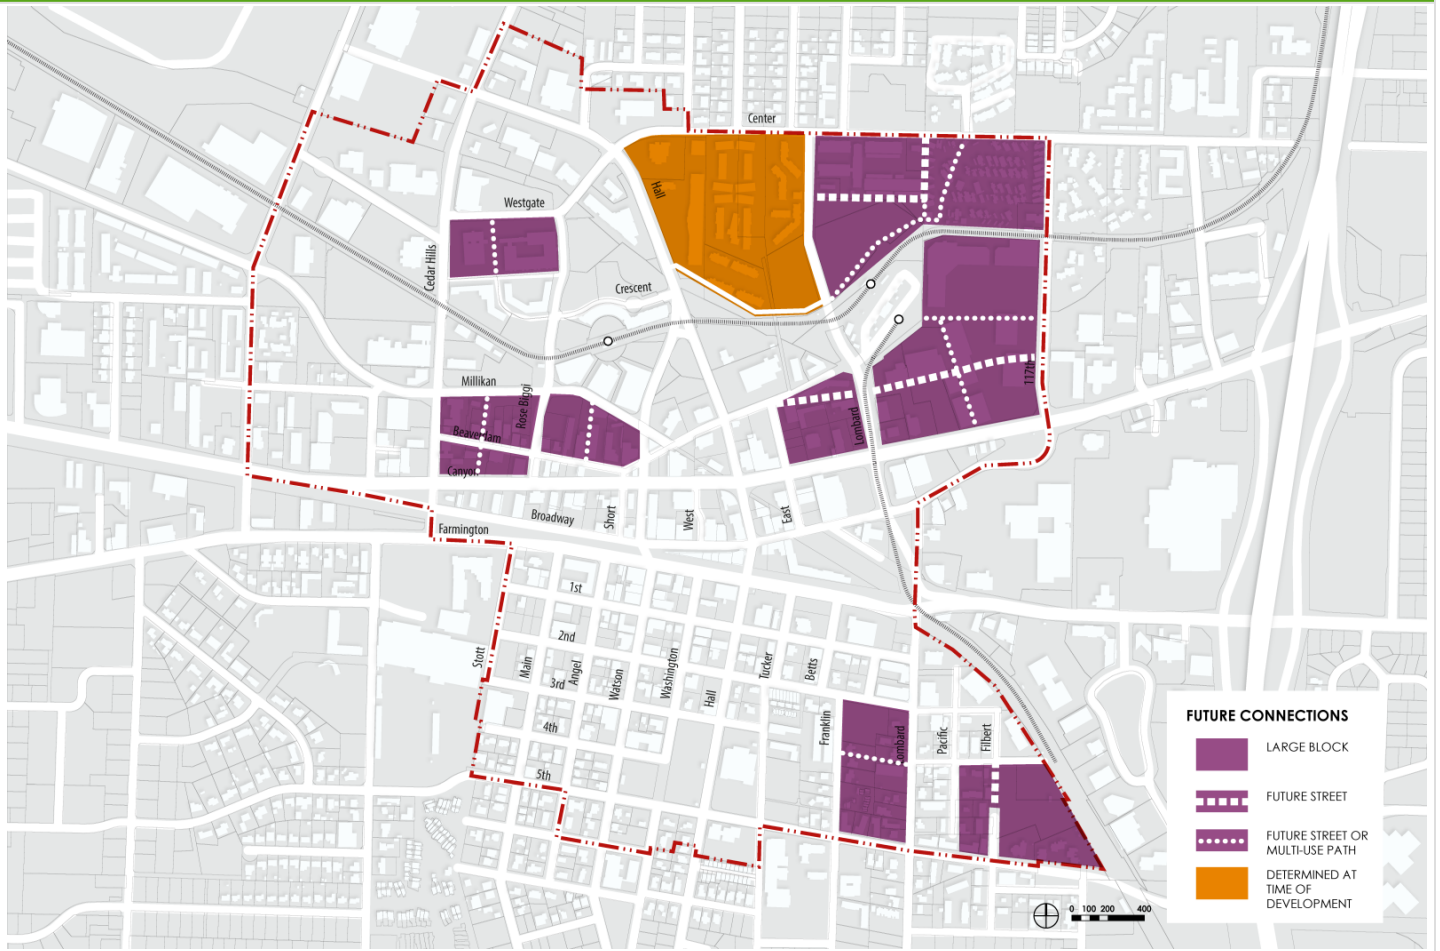 Center
Hall
Westgate
Cedar Hills
Crescent
Millikan
Rose Biggi
117th
Beaverdam
Lombard
Canyon
Broadway
Short
West
East
Farmington
1st
2nd
Stott
Main
3rd
Angel
Watson
Washington
Hall
Tucker
Betts
4th
Franklin
Lombard
Pacific
Filbert
5th
FUTURE CONNECTIONS
LARGE BLOCK
FUTURE STREET
FUTURE STREET OR
MULTI-USE PATH
DETERMINED AT
TIME OF
DEVELOPMENT
0 100 200 400